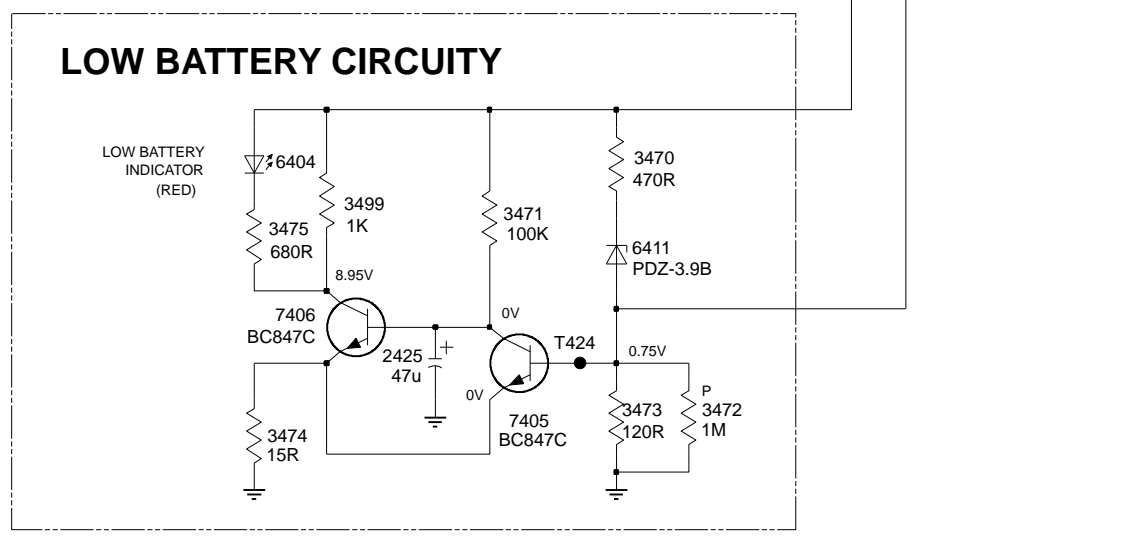 LOW BATTERY CIRCUITY
LOW BATTERY
INDICATOR
(RED)
6404
3475
680R
3499
1K
3471
100K
3470
470R
6411
PDZ-3.9B
8.95V
7406
BC847C
2425
47u
0V
0V
T424
0.75V
7405
BC847C
3474
15R
3473
120R
P
3472
1M